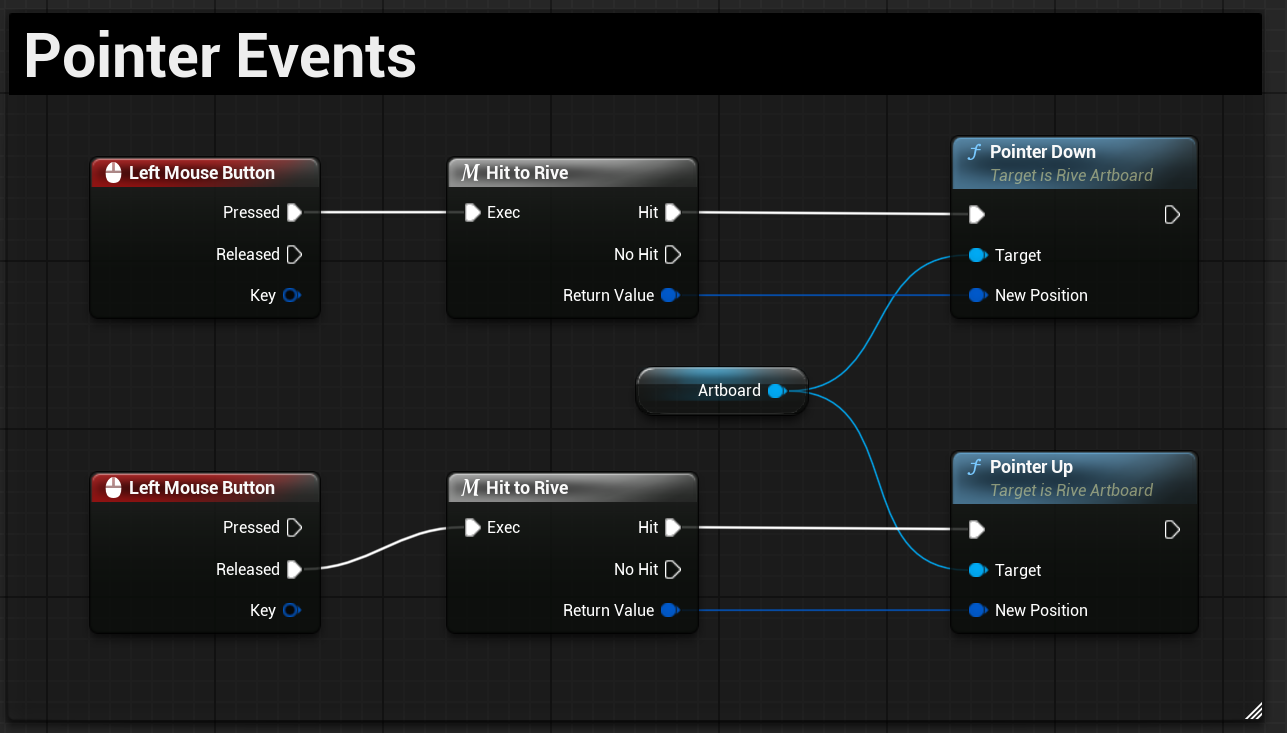 Pointer Events
Left Mouse Button
Pressed
Released
Key
M Hit to Rive
Exec
Hit
No Hit
Return Value
f Pointer Down
Target is Rive Artboard
Target
New Position
Artboard
Left Mouse Button
Pressed
Released
Key
M Hit to Rive
Exec
Hit
No Hit
Return Value
f Pointer Up
Target is Rive Artboard
Target
New Position